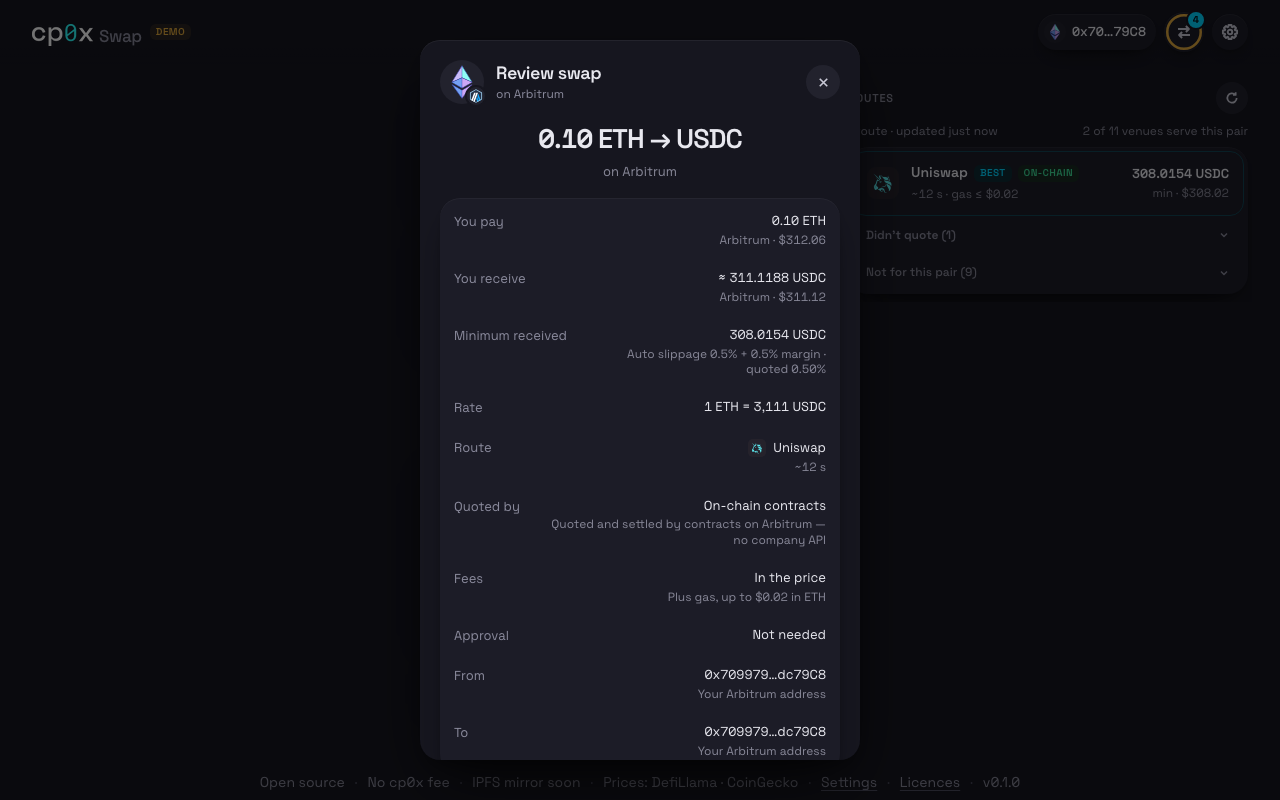 cp0x Swap DEMO
0x70...79C8
4
Review swap
on Arbitrum
0.10 ETH → USDC
on Arbitrum
You pay
0.10 ETH
Arbitrum · $312.06
You receive
≈ 311.1188 USDC
Arbitrum · $311.12
Minimum received
308.0154 USDC
Auto slippage 0.5% + 0.5% margin ·
quoted 0.50%
Rate
1 ETH = 3,111 USDC
Route
Uniswap
~12 s
Quoted by
On-chain contracts
Quoted and settled by contracts on Arbitrum —
no company API
Fees
In the price
Plus gas, up to $0.02 in ETH
Approval
Not needed
From
0x709979...dc79C8
Your Arbitrum address
To
0x709979...dc79C8
Your Arbitrum address
OUTES
oute · updated just now
2 of 11 venues serve this pair
Uniswap BEST ON-CHAIN
308.0154 USDC
~12 s · gas ≤ $0.02
min · $308.02
Didn't quote (1)
Not for this pair (9)
Open source · No cp0x fee · IPFS mirror soon · Prices: DefiLlama · CoinGecko · Settings · Licences · v0.1.0